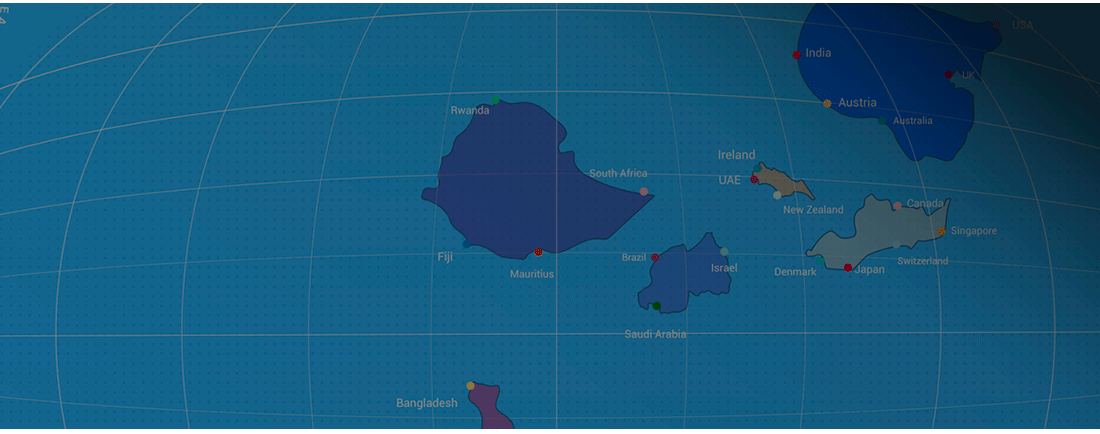 USA
India
UK
Austria
Rwanda
Australia
Ireland
South Africa
UAE
New Zealand
Canada
Singapore
Fiji
Brazil
Switzerland
Israel
Mauritius
Denmark
Japan
Saudi Arabia
Bangladesh